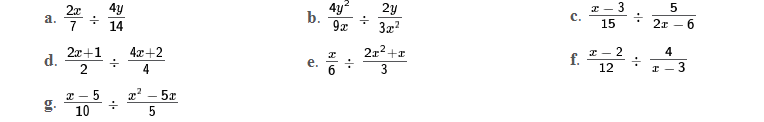 a. 2x/7 ÷ 4y/14 b. 4y²/9x ÷ 2y/3x² c. x − 3/15 ÷ 5/2x − 6
d. 2x+1/2 ÷ 4x+2/4 e. x/6 ÷ 2x²+x/3 f. x − 2/12 ÷ 4/x − 3
g. x − 5/10 ÷ x² − 5x/5